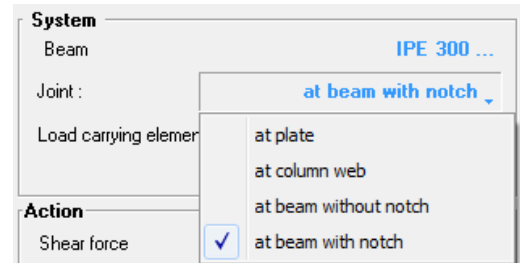 System
Beam IPE 300 ...
Joint : at beam with notch
Load carrying elemer
at plate
at column web
at beam without notch
Action
Shear force
at beam with notch